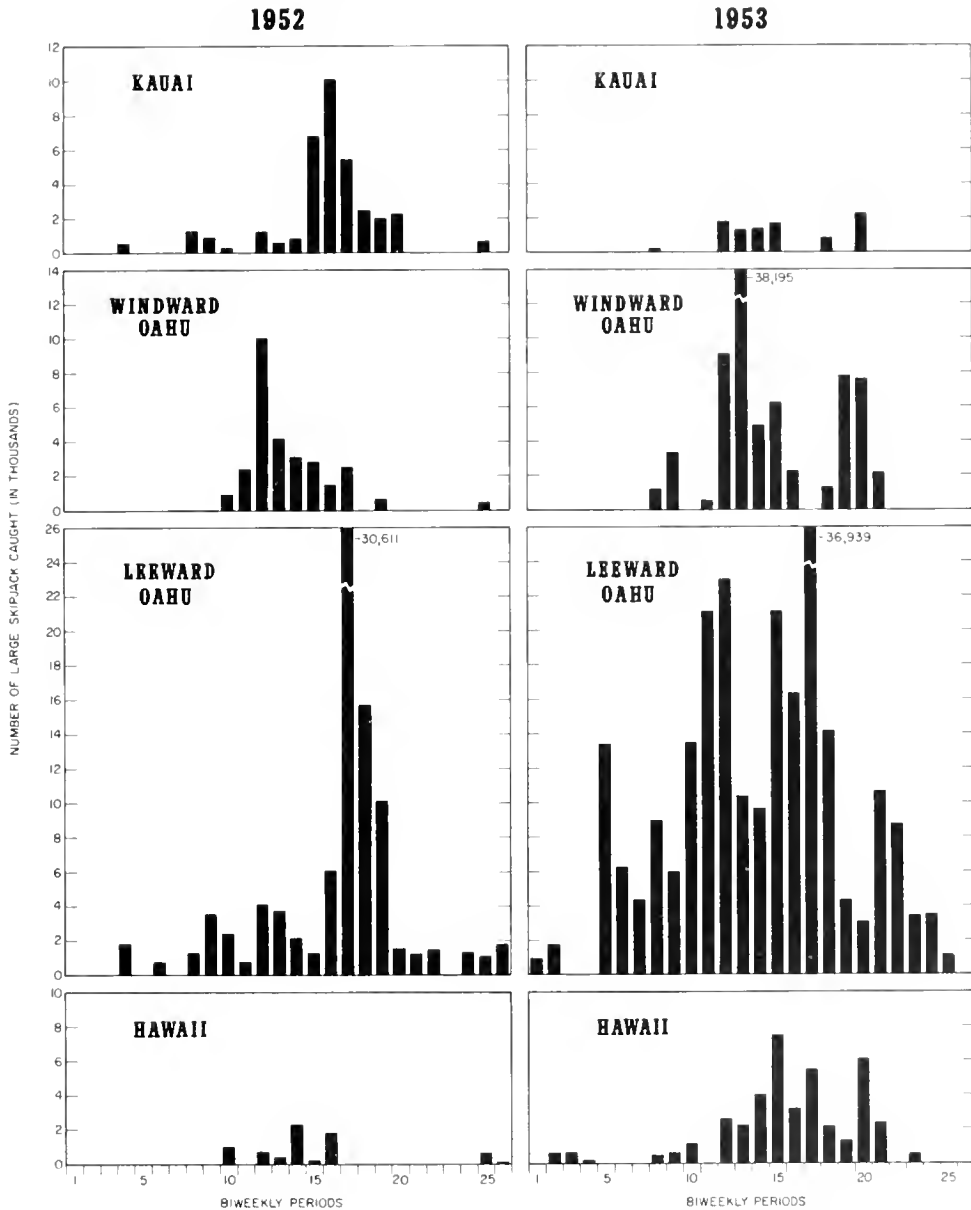 1952
1953
KAUAI
12
10
8
6
4
2
0
KAUAI
WINDWARD
OAHU
14
12
10
8
6
4
2
0
WINDWARD
OAHU
38,195
LEEWARD
OAHU
30,611
26
24
22
20
18
16
14
12
10
8
6
4
2
0
LEEWARD
OAHU
36,939
NUMBER OF LARGE SKIPJACK CAUGHT (IN THOUSANDS)
HAWAII
10
8
6
4
2
0
HAWAII
1 5 10 15 20 25
BIWEEKLY PERIODS
1 5 10 15 20 25
BIWEEKLY PERIODS